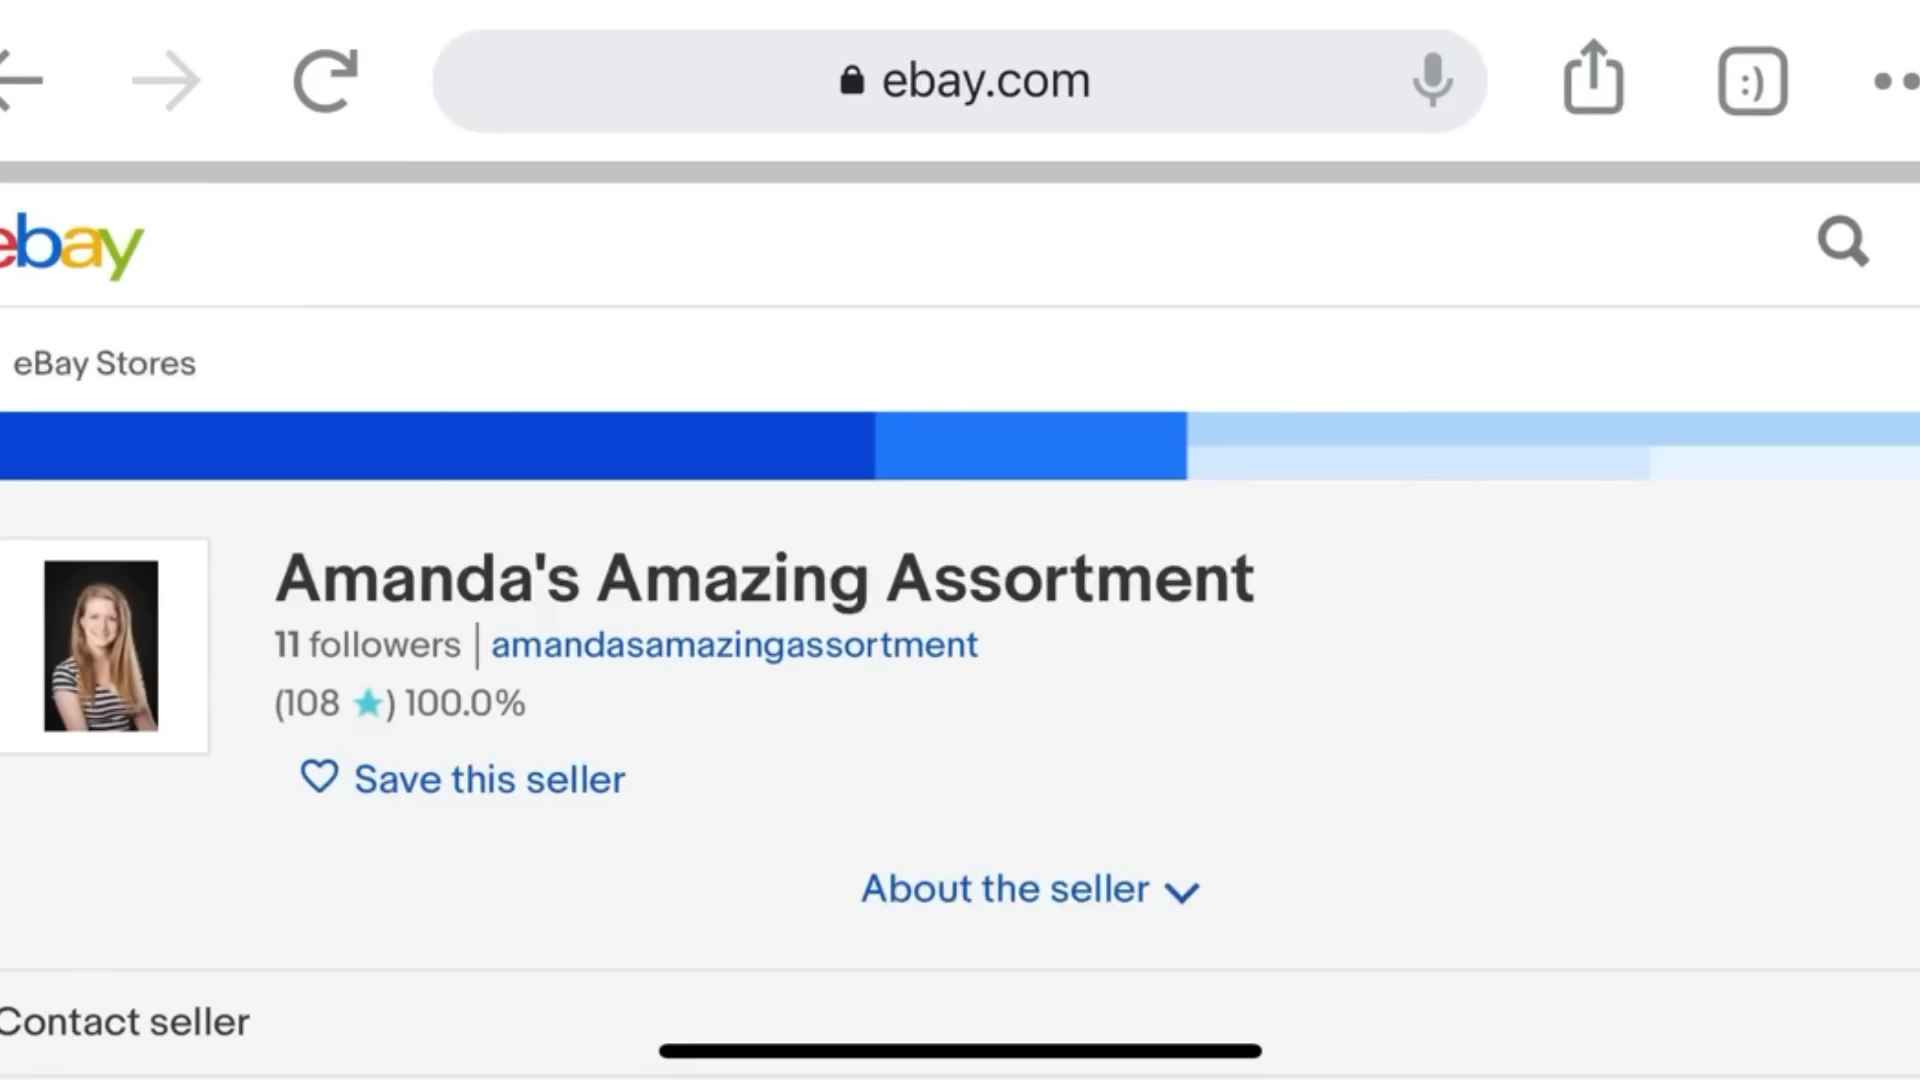 ebay.com
:)
ebay
eBay Stores
Amanda's Amazing Assortment
11 followers | amandasamazingassortment
(108 ★) 100.0%
Save this seller
About the seller
Contact seller